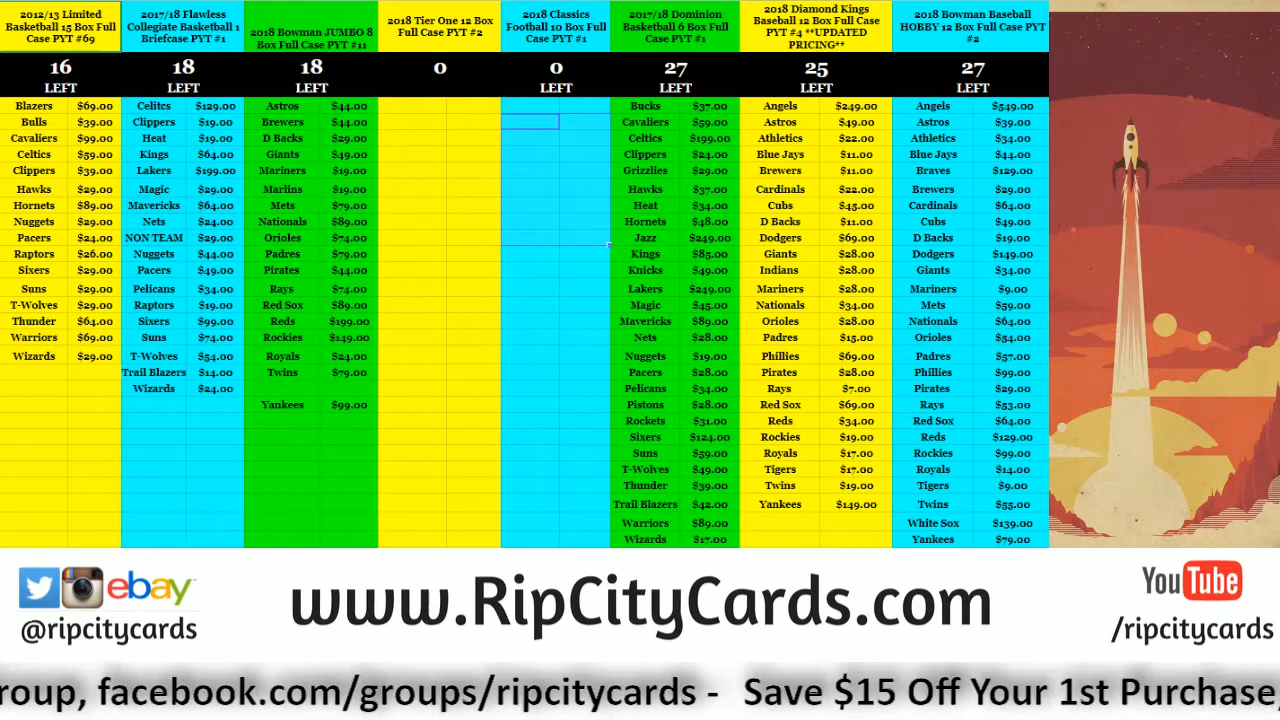 2012/13 Limited
Basketball 15 Box Full
Case PYT #69
16
LEFT
Blazers $69.00
Bulls $39.00
Cavaliers $99.00
Celtics $59.00
Clippers $39.00
Hawks $29.00
Hornets $89.00
Nuggets $29.00
Pacers $24.00
Raptors $26.00
Sixers $29.00
Suns $29.00
T-Wolves $29.00
Thunder $64.00
Warriors $69.00
Wizards $29.00
2017/18 Flawless
Collegiate Basketball 1
Briefcase PYT #1
18
LEFT
Celitcs $129.00
Clippers $19.00
Heat $19.00
Kings $64.00
Lakers $199.00
Magic $29.00
Mavericks $64.00
Nets $24.00
NON TEAM $29.00
Nuggets $44.00
Pacers $49.00
Pelicans $34.00
Raptors $19.00
Sixers $99.00
Suns $74.00
T-Wolves $54.00
Trail Blazers $14.00
Wizards $24.00
2018 Bowman JUMBO 8
Box Full Case PYT #11
18
LEFT
Astros $44.00
Brewers $44.00
D Backs $29.00
Giants $49.00
Mariners $19.00
Marlins $19.00
Mets $79.00
Nationals $89.00
Orioles $74.00
Padres $79.00
Pirates $44.00
Rays $74.00
Red Sox $89.00
Reds $199.00
Rockies $149.00
Royals $24.00
Twins $79.00
Yankees $99.00
2018 Tier One 12 Box
Full Case PYT #2
0
2018 Classics
Football 10 Box Full
Case PYT #1
0
LEFT
2017/18 Dominion
Basketball 6 Box Full
Case PYT #1
27
LEFT
Bucks $37.00
Cavaliers $59.00
Celtics $199.00
Clippers $24.00
Grizzlies $29.00
Hawks $37.00
Heat $34.00
Hornets $48.00
Jazz $249.00
Kings $85.00
Knicks $49.00
Lakers $249.00
Magic $45.00
Mavericks $89.00
Nets $28.00
Nuggets $19.00
Pacers $28.00
Pelicans $34.00
Pistons $28.00
Rockets $31.00
Sixers $124.00
Suns $59.00
T-Wolves $49.00
Thunder $39.00
Trail Blazers $42.00
Warriors $89.00
Wizards $17.00
2018 Diamond Kings
Baseball 12 Box Full Case
PYT #4 **UPDATED
PRICING**
25
LEFT
Angels $249.00
Astros $49.00
Athletics $22.00
Blue Jays $11.00
Brewers $11.00
Cardinals $22.00
Cubs $45.00
D Backs $11.00
Dodgers $69.00
Giants $28.00
Indians $28.00
Mariners $28.00
Nationals $34.00
Orioles $28.00
Padres $15.00
Phillies $69.00
Pirates $28.00
Rays $7.00
Red Sox $69.00
Reds $34.00
Rockies $19.00
Royals $17.00
Tigers $17.00
Twins $19.00
Yankees $149.00
2018 Bowman Baseball
HOBBY 12 Box Full Case PYT
#2
27
LEFT
Angels $549.00
Astros $39.00
Athletics $34.00
Blue Jays $44.00
Braves $129.00
Brewers $29.00
Cardinals $64.00
Cubs $49.00
D Backs $19.00
Dodgers $149.00
Giants $34.00
Mariners $9.00
Mets $59.00
Nationals $64.00
Orioles $54.00
Padres $57.00
Phillies $99.00
Pirates $29.00
Rays $53.00
Red Sox $64.00
Reds $129.00
Rockies $99.00
Royals $14.00
Tigers $9.00
Twins $55.00
White Sox $139.00
Yankees $79.00
ebay
@ripcitycards
www.RipCityCards.com
YouTube
/ripcitycards
roup, facebook.com/groups/ripcitycards - Save $15 Off Your 1st Purchase,